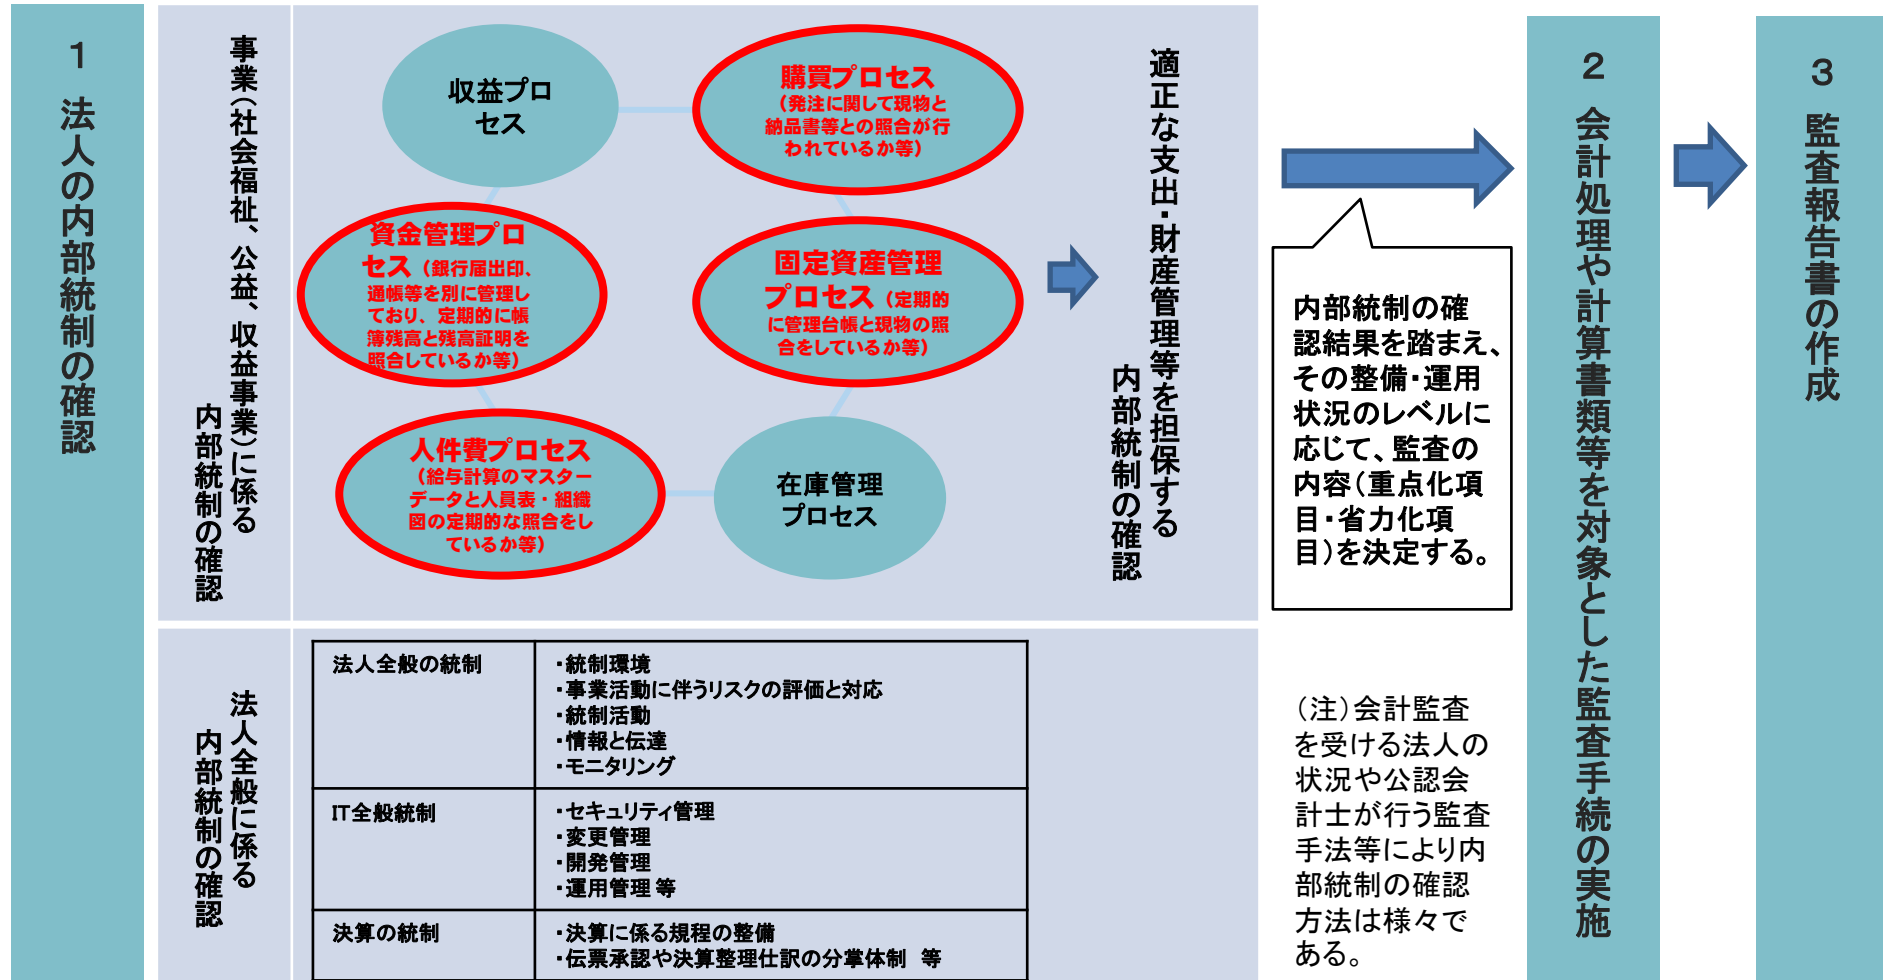 1 法人の内部統制の確認
事業(社会福祉、公益、収益事業)に係る
内部統制の確認
収益プロ
セス
購買プロセス
(発注に関して現物と
納品書等との照合が行
われているか等)
資金管理プロ
セス(銀行届出印、
通帳等を別に管理し
ており、定期的に帳
簿残高と残高証明を
照合しているか等)
固定資産管理
プロセス(定期的
に管理台帳と現物の照
合をしているか等)
人件費プロセス
(給与計算のマスター
データと人員表・組織
図の定期的な照合をし
ているか等)
在庫管理
プロセス
適正な支出・財産管理等を担保する
内部統制の確認
法人全般に係る
内部統制の確認
法人全般の統制
・統制環境
・事業活動に伴うリスクの評価と対応
・統制活動
・情報と伝達
・モニタリング
IT全般統制
・セキュリティ管理
・変更管理
・開発管理
・運用管理 等
決算の統制
・決算に係る規程の整備
・伝票承認や決算整理仕訳の分掌体制 等
内部統制の確
認結果を踏まえ、
その整備・運用
状況のレベルに
応じて、監査の
内容(重点化項
目・省力化項
目)を決定する。
(注)会計監査
を受ける法人の
状況や公認会
計士が行う監査
手法等により内
部統制の確認
方法は様々で
ある。
2 会計処理や計算書類等を対象とした監査手続の実施
3 監査報告書の作成